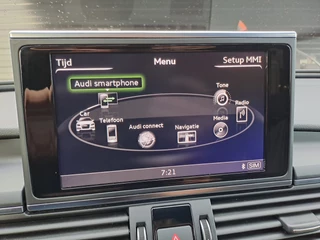 Tijd Menu Setup MMI
Audi smartphone
Tone
Car
Radio
Telefoon
Audi connect
Navigatie
Media
7:21
SIM